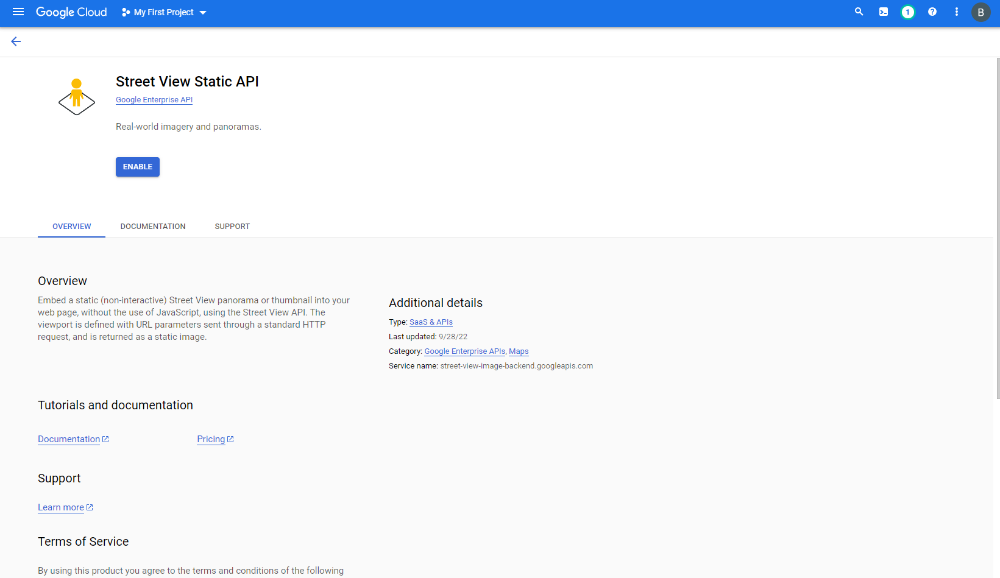 Google Cloud
My First Project
1
B
Street View Static API
Google Enterprise API
Real-world imagery and panoramas.
ENABLE
OVERVIEW
DOCUMENTATION
SUPPORT
Overview
Embed a static (non-interactive) Street View panorama or thumbnail into your
web page, without the use of JavaScript, using the Street View API. The
viewport is defined with URL parameters sent through a standard HTTP
request, and is returned as a static image.
Additional details
Type: SaaS & APIs
Last updated: 9/28/22
Category: Google Enterprise APIs, Maps
Service name: street-view-image-backend.googleapis.com
Tutorials and documentation
Documentation
Pricing
Support
Learn more
Terms of Service
By using this product you agree to the terms and conditions of the following